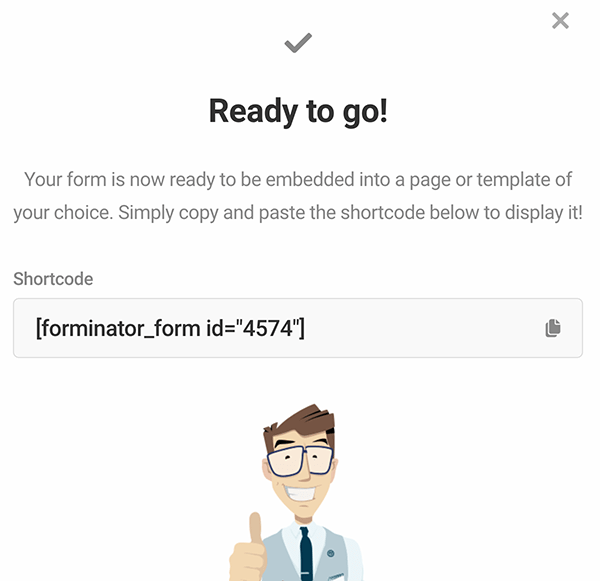 Ready to go!
Your form is now ready to be embedded into a page or template of
your choice. Simply copy and paste the shortcode below to display it!
Shortcode
[forminator_form id="4574"]